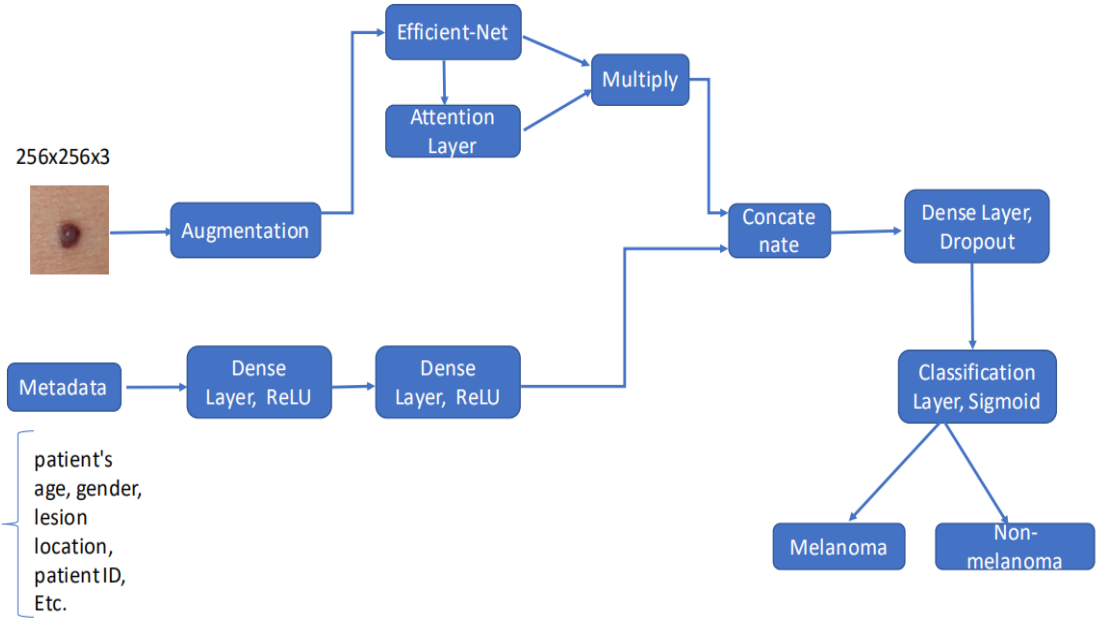 Efficient-Net
Attention
Layer
Multiply
256x256x3
Augmentation
Concate
nate
Dense Layer,
Dropout
Metadata
Dense
Layer, ReLU
Dense
Layer, ReLU
Classification
Layer, Sigmoid
patient's
age, gender,
lesion
location,
patient ID,
Etc.
Melanoma
Non-
melanoma